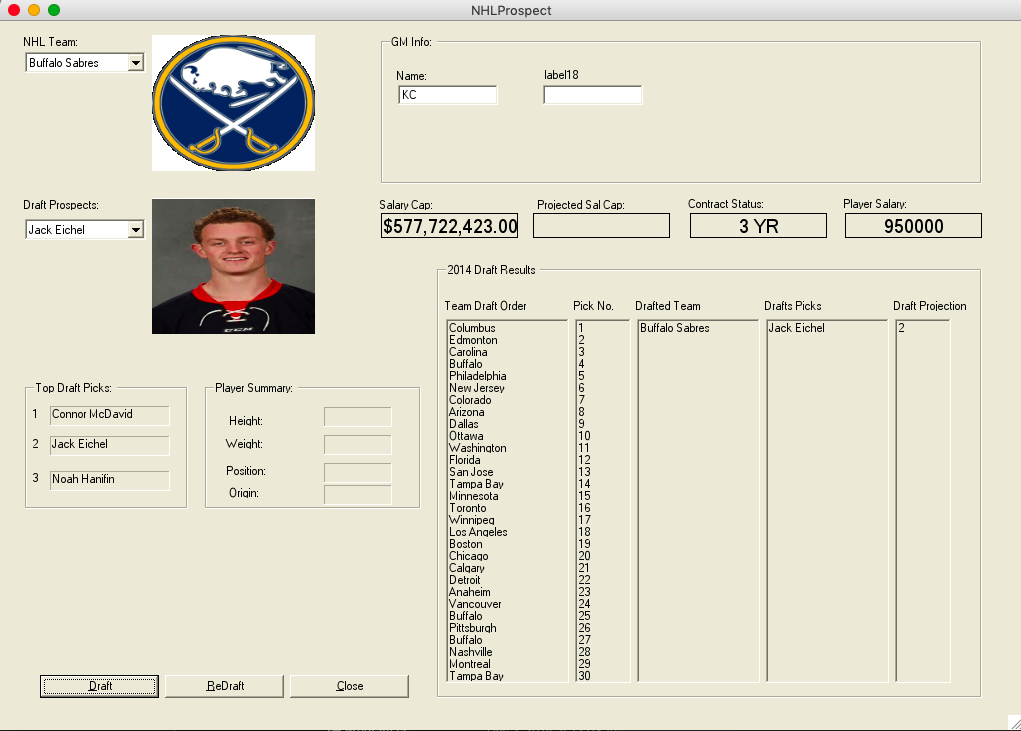 NHLProspect
NHL Team:
Buffalo Sabres
GM Info:
Name:
label18
KC
Draft Prospects:
Jack Eichel
Salary Cap:
Projected Sal Cap:
Contract Status:
Player Salary:
$577,722,423.00
3 YR
950000
ccm
2014 Draft Results
Team Draft Order
Pick No.
Drafted Team
Drafts Picks
Draft Projection
Columbus 1 Buffalo Sabres Jack Eichel 2
Edmonton 2
Carolina 3
Buffalo 4
Philadelphia 5
New Jersey 6
Colorado 7
Arizona 8
Dallas 9
Ottawa 10
Washington 11
Florida 12
San Jose 13
Tampa Bay 14
Minnesota 15
Toronto 16
Winnipeg 17
Los Angeles 18
Boston 19
Chicago 20
Calgary 21
Detroit 22
Anaheim 23
Vancouver 24
Buffalo 25
Pittsburgh 26
Buffalo 27
Nashville 28
Montreal 29
Tampa Bay 30
Top Draft Picks:
1 Connor McDavid
2 Jack Eichel
3 Noah Hanifin
Player Summary:
Height:
Weight:
Position:
Origin:
Draft
ReDraft
Close